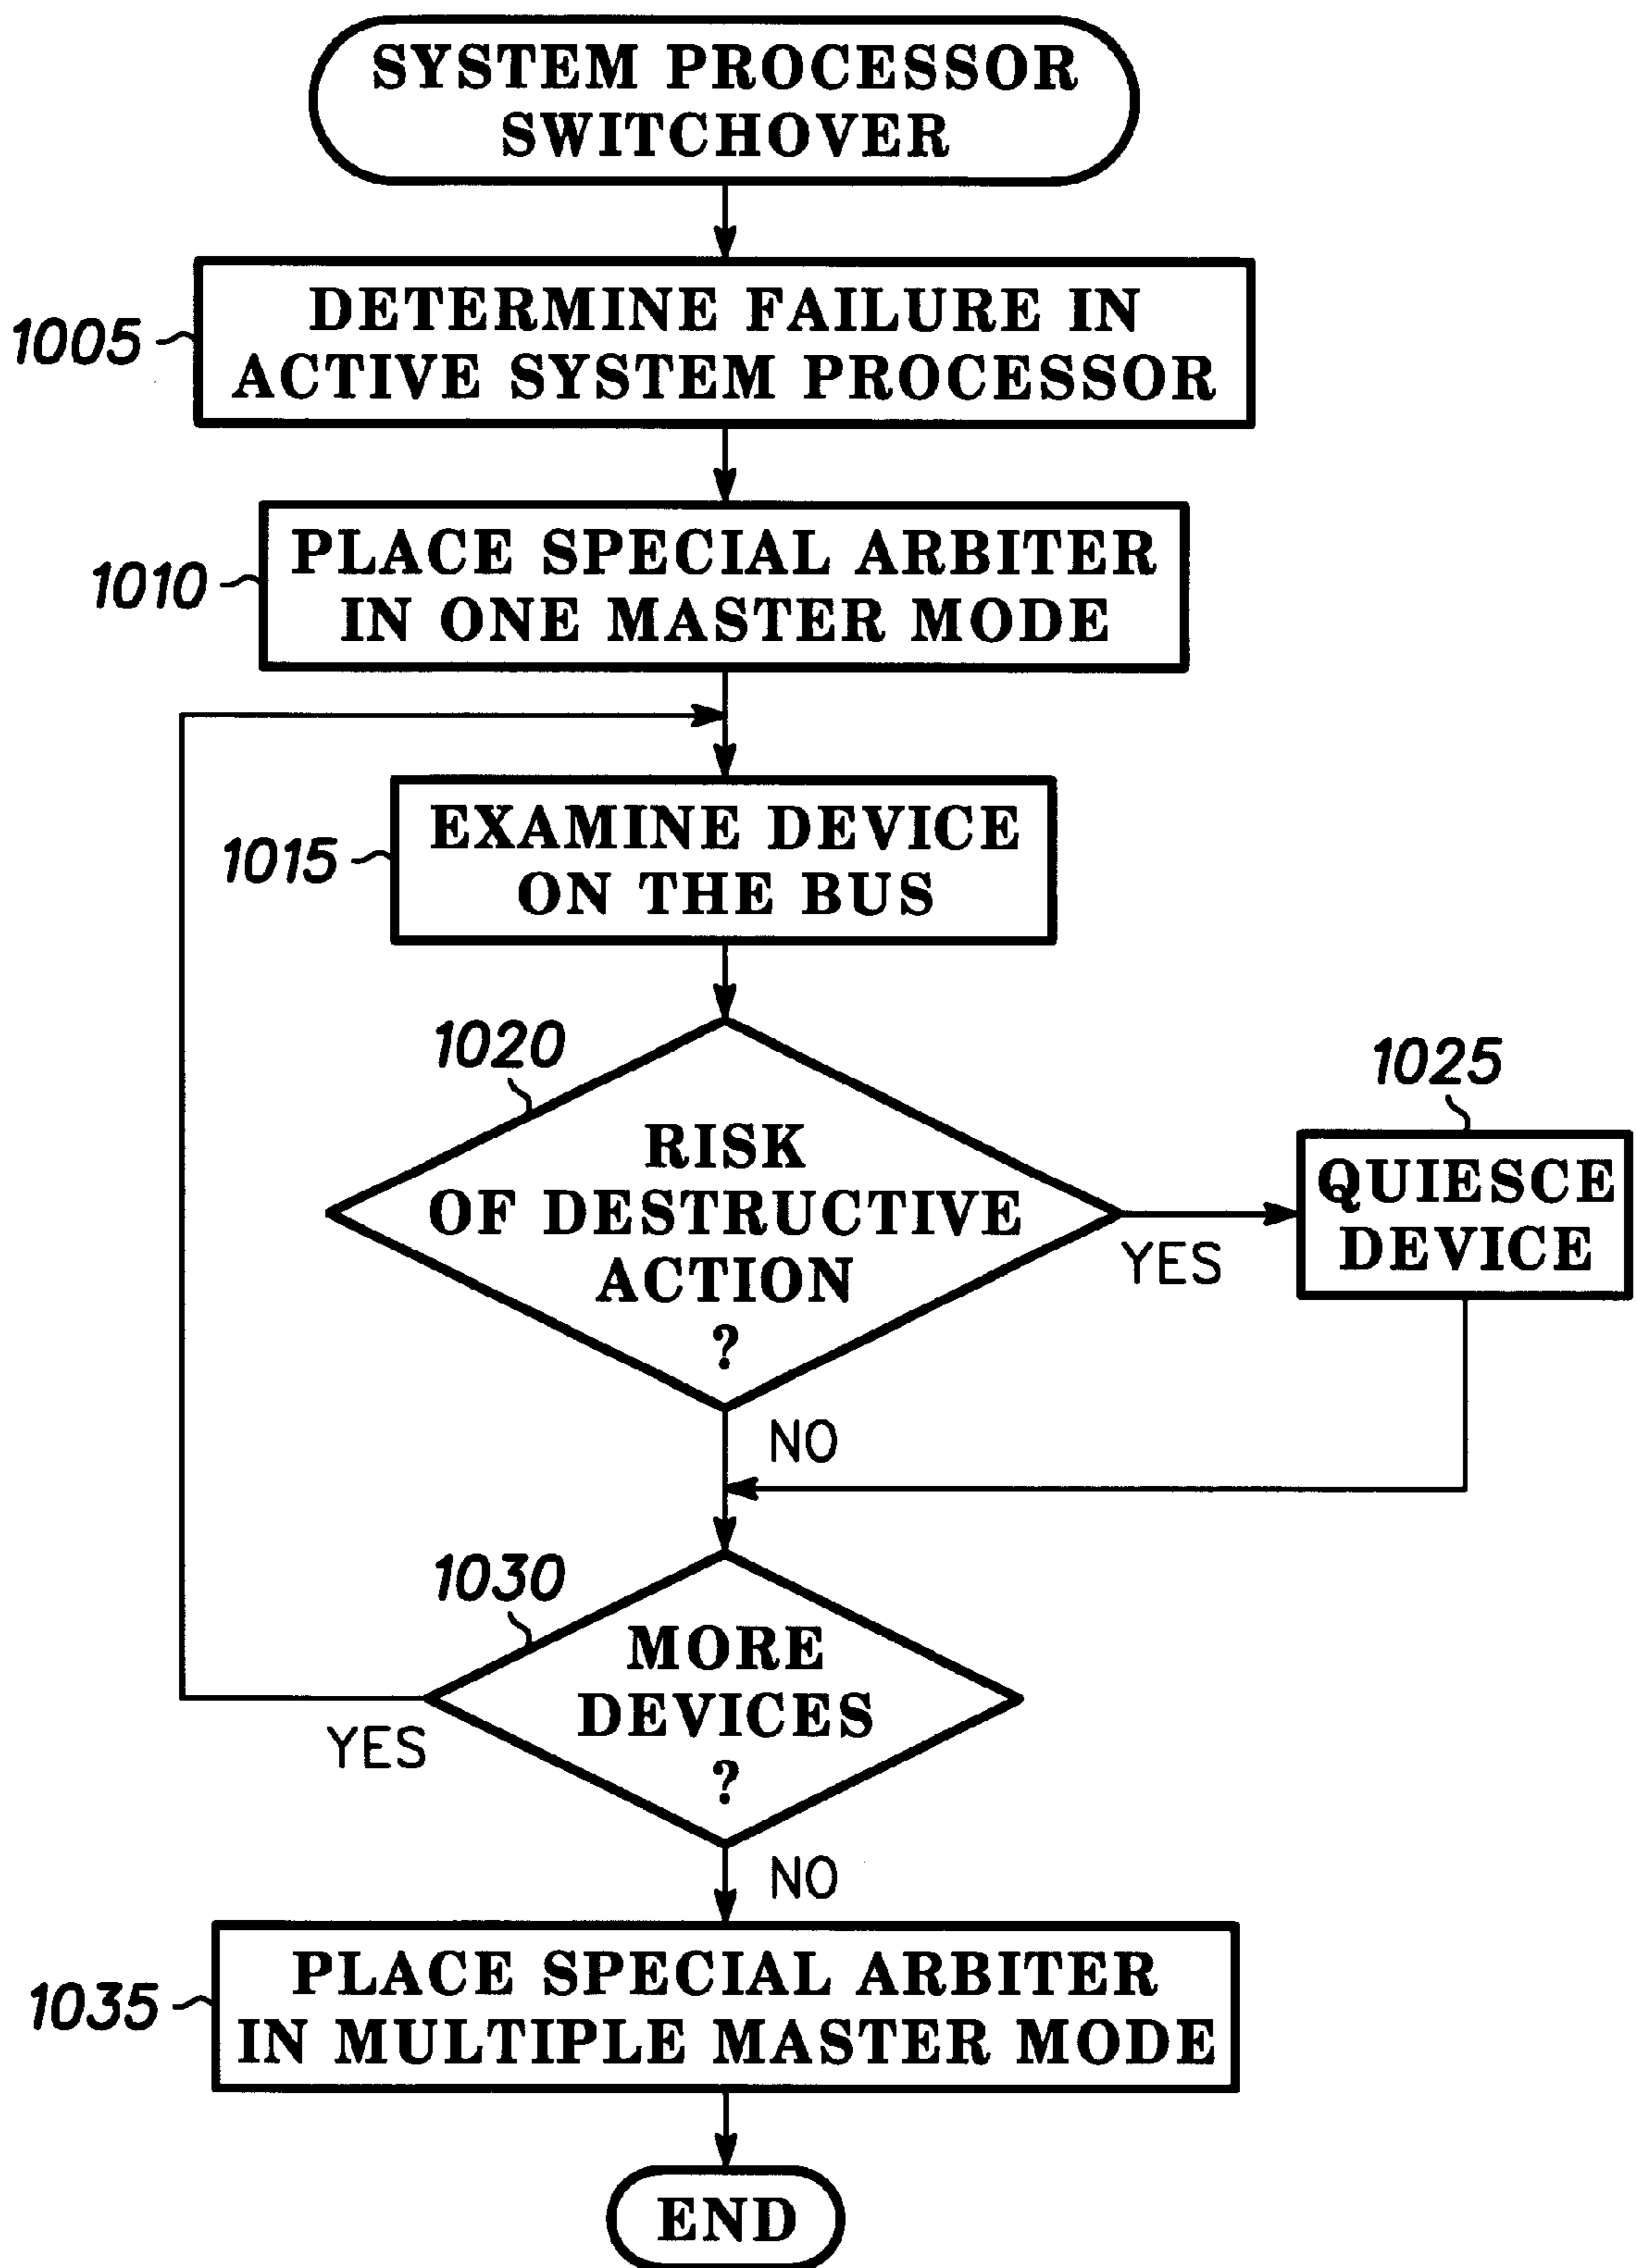 SYSTEM PROCESSOR
SWITCHOVER
1005
DETERMINE FAILURE IN
ACTIVE SYSTEM PROCESSOR
1010
PLACE SPECIAL ARBITER
IN ONE MASTER MODE
1015
EXAMINE DEVICE
ON THE BUS
1020
RISK
OF DESTRUCTIVE
ACTION
?
YES
1025
QUIESCE
DEVICE
NO
1030
MORE
DEVICES
?
YES
NO
1035
PLACE SPECIAL ARBITER
IN MULTIPLE MASTER MODE
END